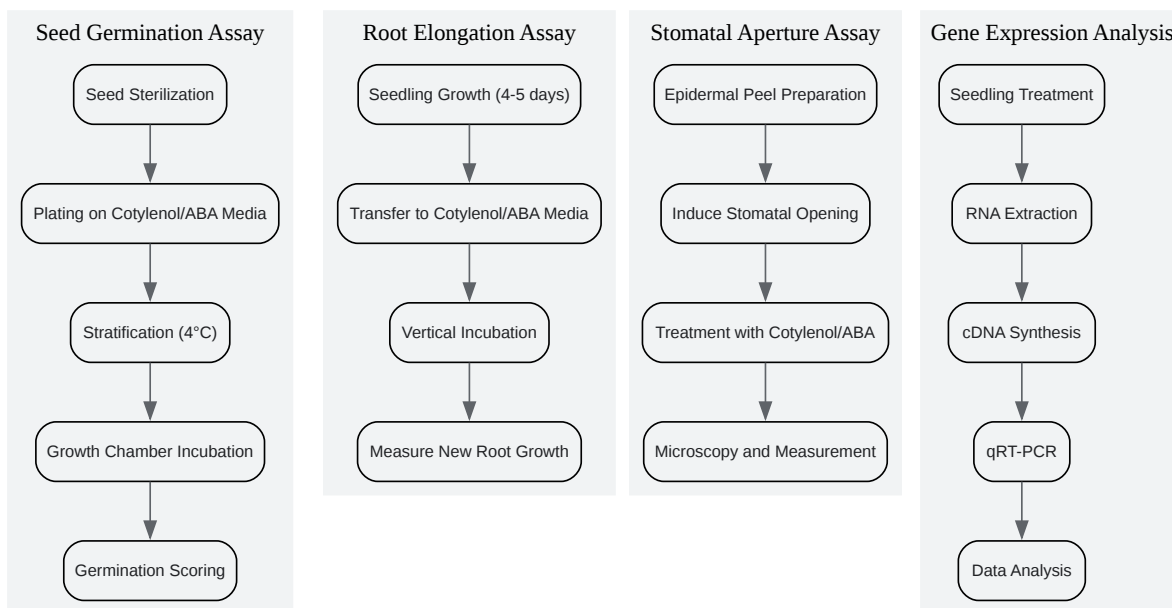 Seed Germination Assay
Seed Sterilization
Plating on Cotylenol/ABA Media
Stratification (4°C)
Growth Chamber Incubation
Germination Scoring
Root Elongation Assay
Seedling Growth (4-5 days)
Transfer to Cotylenol/ABA Media
Vertical Incubation
Measure New Root Growth
Stomatal Aperture Assay
Epidermal Peel Preparation
Induce Stomatal Opening
Treatment with Cotylenol/ABA
Microscopy and Measurement
Gene Expression Analysis
Seedling Treatment
RNA Extraction
cDNA Synthesis
qRT-PCR
Data Analysis